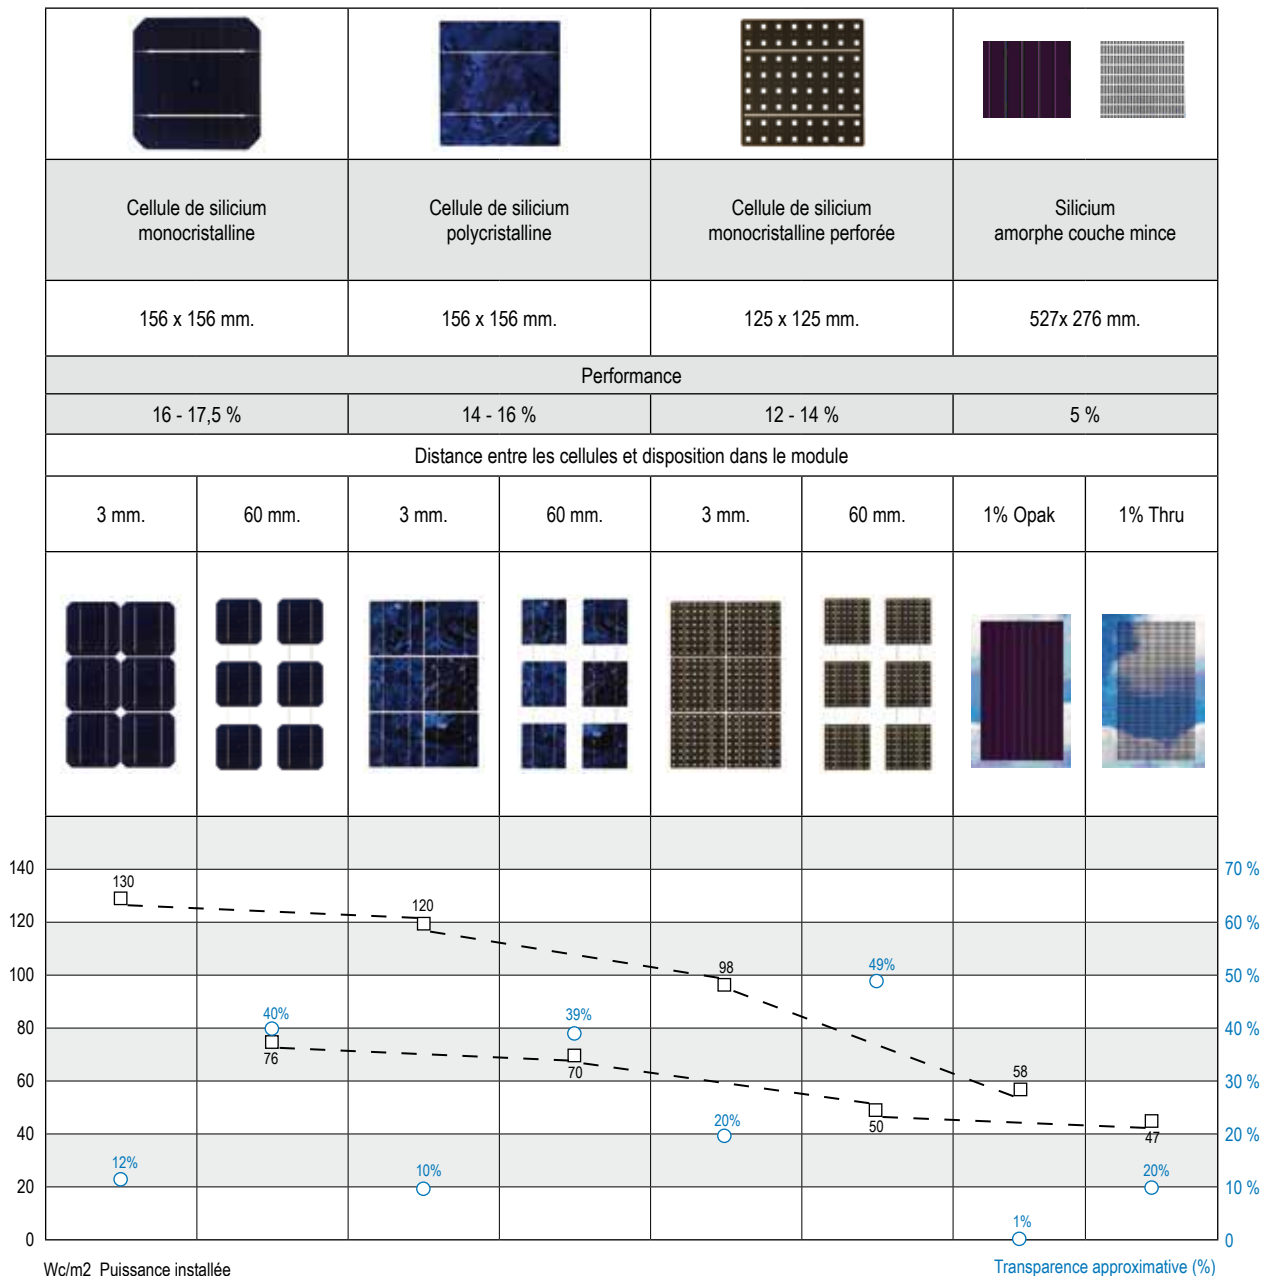 Cellule de silicium
monocristalline
Cellule de silicium
polycristalline
Cellule de silicium
monocristalline perforée
Silicium
amorphe couche mince
156 x 156 mm.
156 x 156 mm.
125 x 125 mm.
527x 276 mm.
Performance
16 - 17,5 %
14 - 16 %
12 - 14 %
5 %
Distance entre les cellules et disposition dans le module
3 mm.
60 mm.
3 mm.
60 mm.
3 mm.
60 mm.
1% Opak
1% Thru
140
70 %
130
120
120
60 %
98
49%
100
50 %
40%
39%
80
40 %
76
70
58
60
30 %
20%
50
47
40
20 %
12%
10%
20%
20
10 %
1%
0
0
Wc/m2 Puissance installée
Transparence approximative (%)